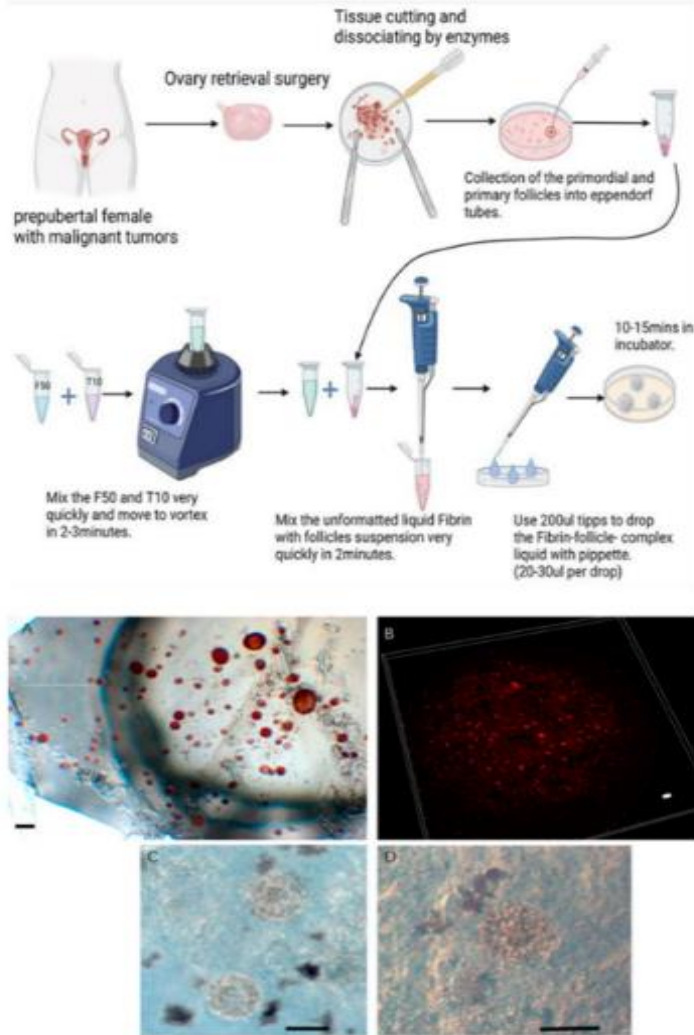 Tissue cutting and
dissociating by enzymes
Ovary retrieval surgery
Collection of the primordial and
primary follicles into eppendorf
tubes.
prepubertal female
with malignant tumors
10-15mins in
incubator.
F50
T10
Mix the F50 and T10 very
quickly and move to vortex
in 2-3minutes.
Mix the unformatted liquid Fibrin
with follicles suspension very
quickly in 2minutes.
Use 200ul tipps to drop
the Fibrin-follicle- complex
liquid with pippette.
(20-30ul per drop)
A
B
C
D